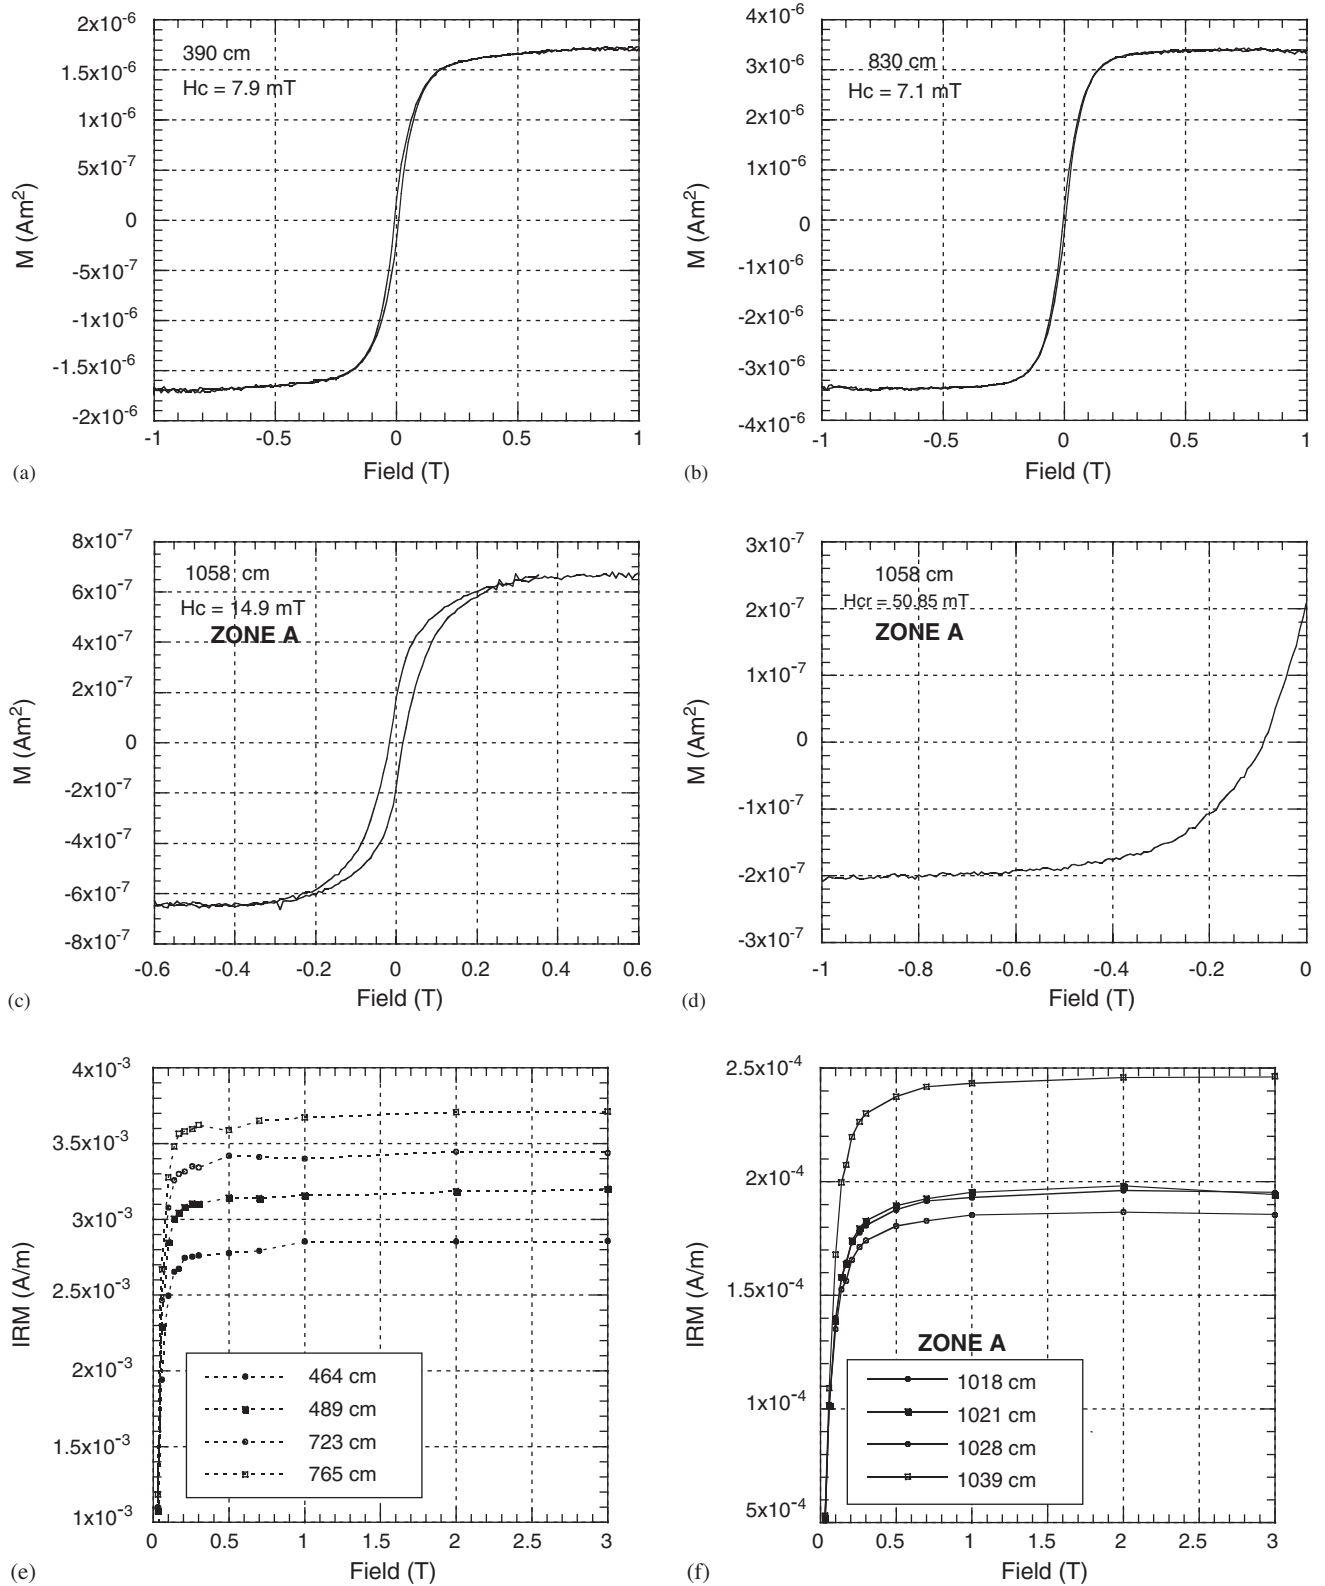 2x10⁻⁶
1.5x10⁻⁶
1x10⁻⁶
5x10⁻⁷
0
-5x10⁻⁷
-1x10⁻⁶
-1.5x10⁻⁶
-2x10⁻⁶
M (Am²)
390 cm
Hc = 7.9 mT
-1 -0.5 0 0.5 1
Field (T)
(a)
4x10⁻⁶
3x10⁻⁶
2x10⁻⁶
1x10⁻⁶
0
-1x10⁻⁶
-2x10⁻⁶
-3x10⁻⁶
-4x10⁻⁶
M (Am²)
830 cm
Hc = 7.1 mT
-1 -0.5 0 0.5 1
Field (T)
(b)
8x10⁻⁷
6x10⁻⁷
4x10⁻⁷
2x10⁻⁷
0
-2x10⁻⁷
-4x10⁻⁷
-6x10⁻⁷
-8x10⁻⁷
M (Am²)
1058 cm
Hc = 14.9 mT
ZONE A
-0.6 -0.4 -0.2 0 0.2 0.4 0.6
Field (T)
(c)
3x10⁻⁷
2x10⁻⁷
1x10⁻⁷
0
-1x10⁻⁷
-2x10⁻⁷
-3x10⁻⁷
M (Am²)
1058 cm
Hcr = 50.85 mT
ZONE A
-1 -0.8 -0.6 -0.4 -0.2 0
Field (T)
(d)
4x10⁻³
3.5x10⁻³
3x10⁻³
2.5x10⁻³
2x10⁻³
1.5x10⁻³
1x10⁻³
IRM (A/m)
464 cm
489 cm
723 cm
765 cm
0 0.5 1 1.5 2 2.5 3
Field (T)
(e)
2.5x10⁻⁴
2x10⁻⁴
1.5x10⁻⁴
1x10⁻⁴
5x10⁻⁴
IRM (A/m)
ZONE A
1018 cm
1021 cm
1028 cm
1039 cm
0 0.5 1 1.5 2 2.5 3
Field (T)
(f)